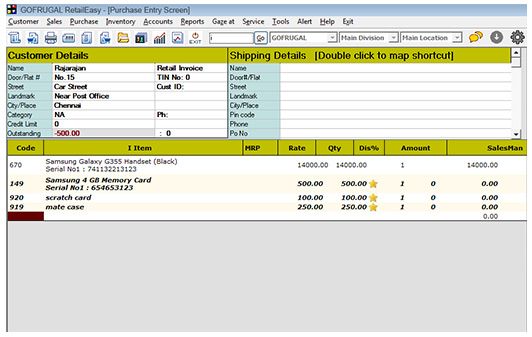 GOFRUGAL RetailEasy - [Purchase Entry Screen]
Customer Sales Purchase Inventory Accounts Reports Gaze at Service Tools Alert Help Exit
EXIT Go GOFRUGAL Main Division Main Location
Customer Details Shipping Details [Double click to map shortcut]
Name Rajarajan Retail Invoice Name
Door/Flat # No.15 TIN No: 0 Door#/Flat
Street Car Street Cust ID: Street
Landmark Near Post Office Landmark
City/Place Chennai City/Place
Category NA Ph: Pin code
Credit Limit 0 Phone
Outstanding -500.00 : 0 Po No
Code I Item MRP Rate Qty Dis% Amount SalesMan
670 Samsung Galaxy G355 Handset (Black) 14000.00 14000.00 1 14000.00
Serial No1 : 741132213123
149 Samsung 4 GB Memory Card 500.00 500.00 1 0 0.00
Serial No1 : 654653123
920 scratch card 100.00 100.00 1 0 0.00
919 mate case 250.00 250.00 1 0 0.00
0.00